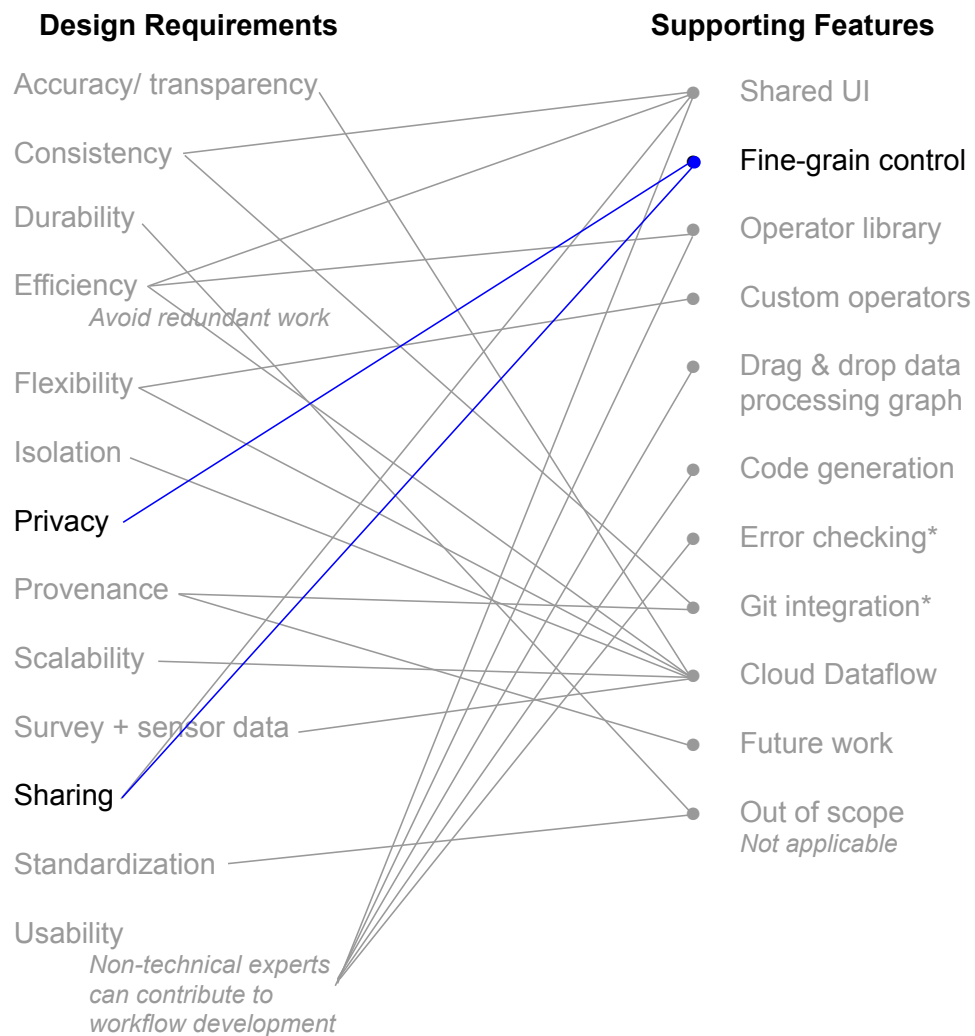 Design Requirements
Accuracy/ transparency
Consistency
Durability
Efficiency
Avoid redundant work
Flexibility
Isolation
Privacy
Provenance
Scalability
Survey + sensor data
Sharing
Standardization
Usability
Non-technical experts
can contribute to
workflow development
Supporting Features
Shared UI
Fine-grain control
Operator library
Custom operators
Drag & drop data
processing graph
Code generation
Error checking*
Git integration*
Cloud Dataflow
Future work
Out of scope
Not applicable